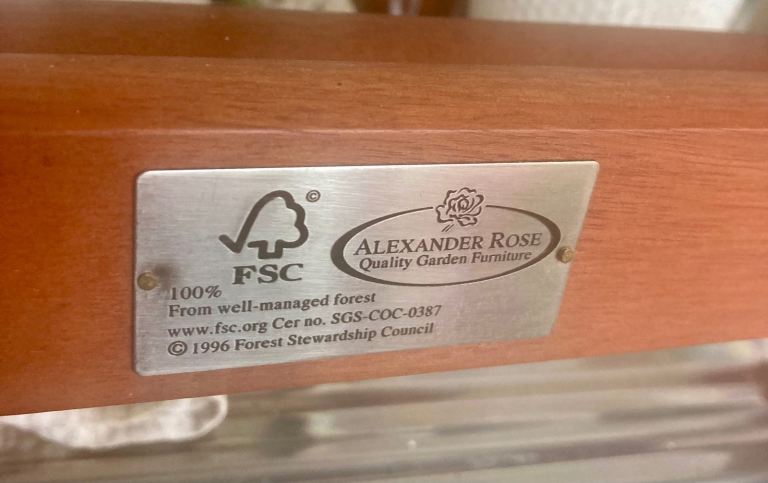 ©
FSC
ALEXANDER ROSE
Quality Garden Furniture
100%
From well-managed forest
www.fsc.org Cer no. SGS-COC-0387
© 1996 Forest Stewardship Council